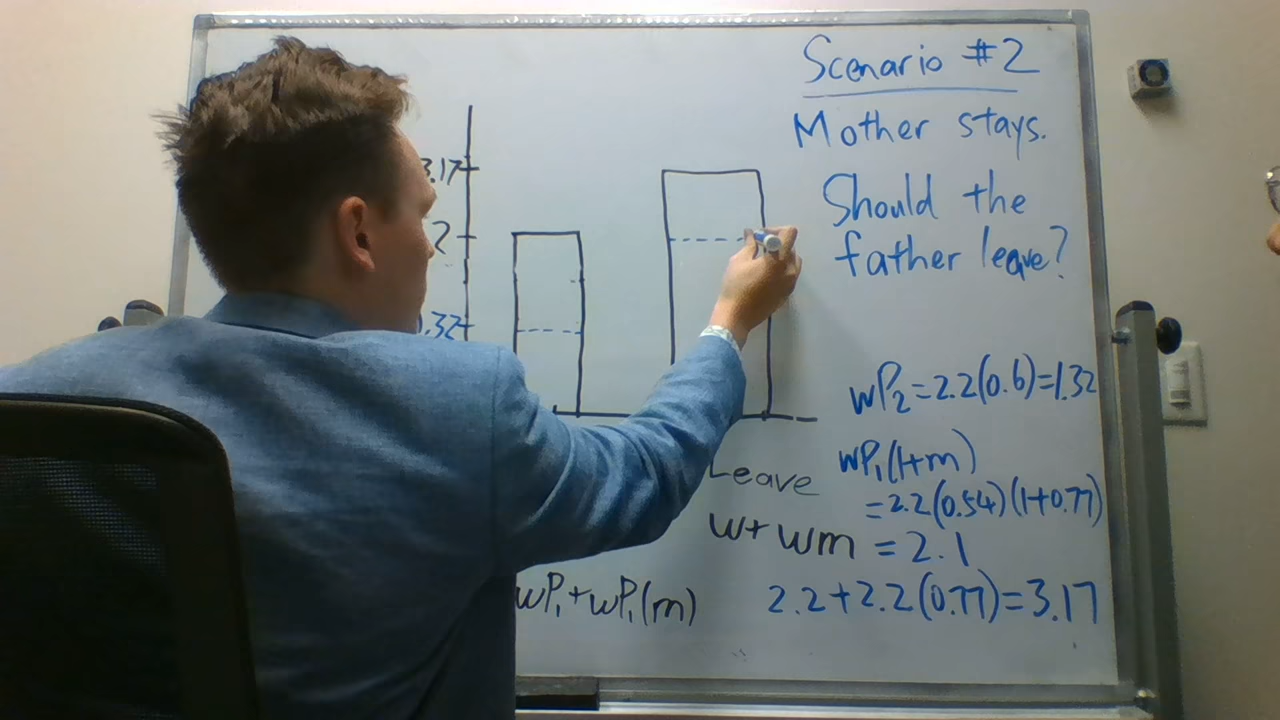 Scenario #2
Mother stays.
Should the
father leave?
3.17
2
.32
wP₂=2.2(0.6)=1.32
wP₁(1+m)
=2.2(0.54)(1+0.77)
=2.1
Leave
w+wm
wP₁+wP₁(m)
2.2+2.2(0.77)=3.17